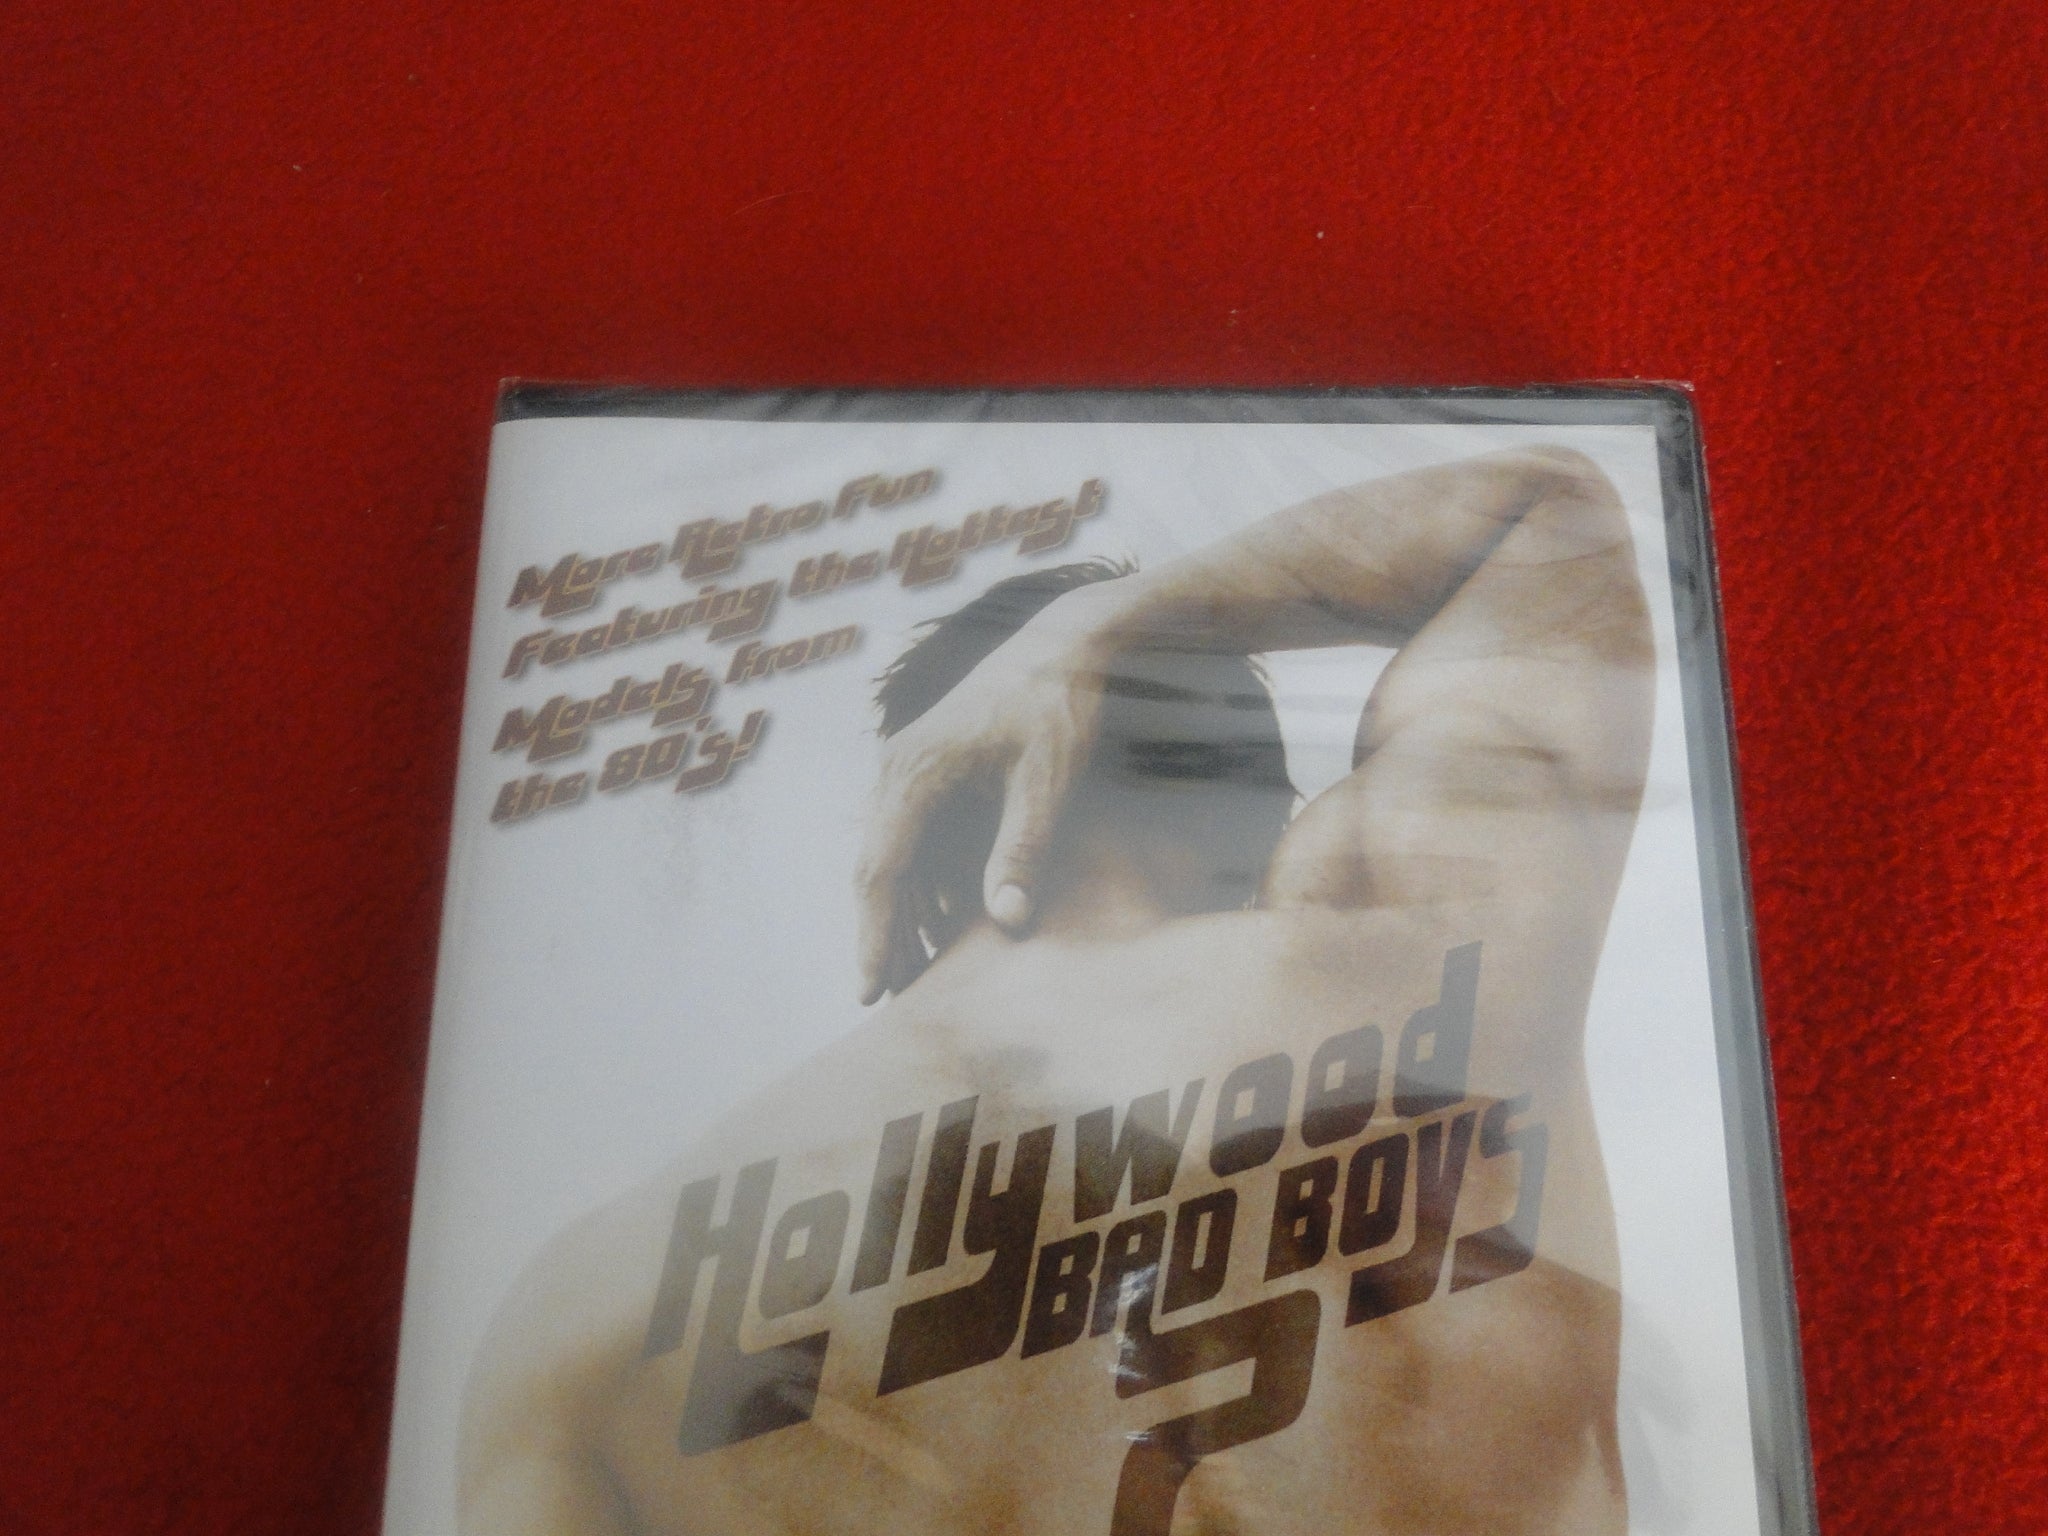 More Retro Fun
Featuring the Hottest
Models from
the 80's!
Hollywood
BAD BOYS
2